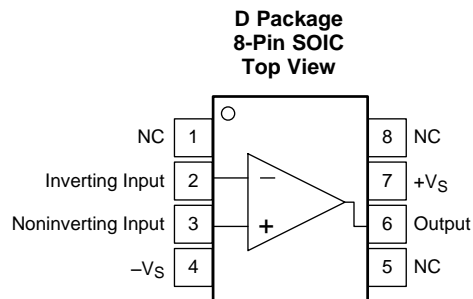 D Package
8-Pin SOIC
Top View
NC 1 8 NC
Inverting Input 2 − 7 +VS
Noninverting Input 3 + 6 Output
–VS 4 5 NC